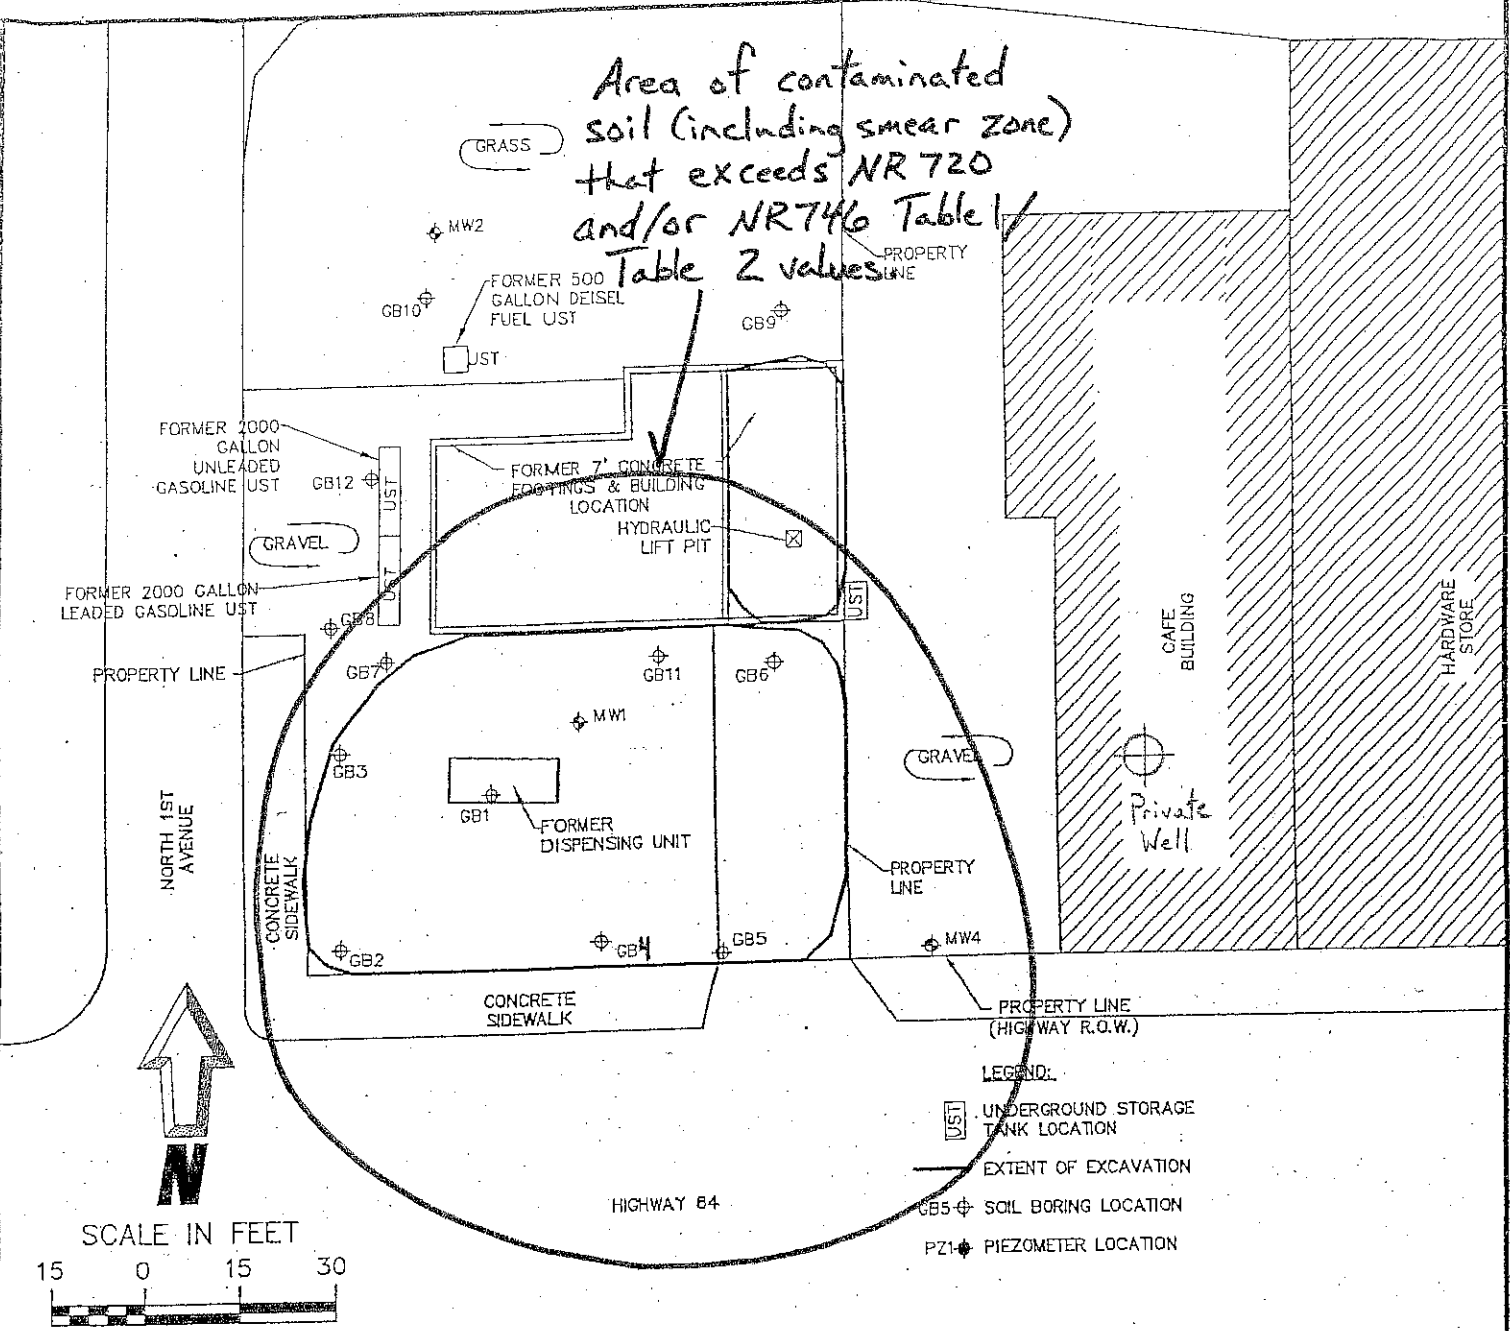 Area of contaminated
soil (including smear zone)
that exceeds NR 720
and/or NR746 Table 1/
Table 2 values.
GRASS
MW2
PROPERTY
LINE
FORMER 500
GALLON DEISEL
FUEL UST
GB10
GB9
UST
FORMER 2000
GALLON
UNLEADED
GASOLINE UST
GB12
UST
FORMER 7' CONCRETE
FOOTINGS & BUILDING
LOCATION
HYDRAULIC
LIFT PIT
GRAVEL
FORMER 2000 GALLON
LEADED GASOLINE UST
UST
UST
GB8
PROPERTY LINE
GB7
GB11
GB6
CAFE
BUILDING
HARDWARE
STORE
MW1
GB3
GRAVEL
GB1
FORMER
DISPENSING UNIT
Private
Well
NORTH 1ST
AVENUE
CONCRETE
SIDEWALK
PROPERTY
LINE
GB2
GB4
GB5
MW4
CONCRETE
SIDEWALK
PROPERTY LINE
(HIGHWAY R.O.W.)
LEGEND:
UST UNDERGROUND STORAGE
TANK LOCATION
EXTENT OF EXCAVATION
GB5 SOIL BORING LOCATION
PZ1 PIEZOMETER LOCATION
HIGHWAY 84
N
SCALE IN FEET
15 0 15 30